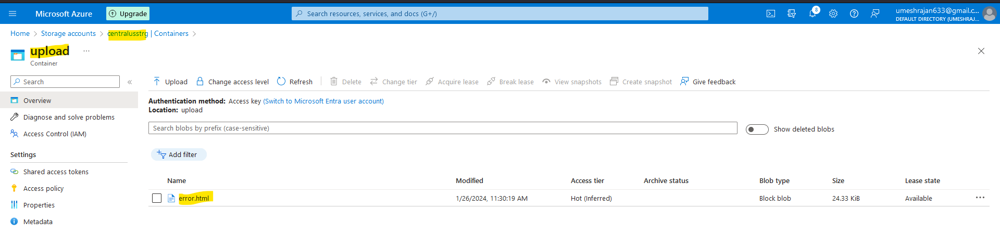 Microsoft Azure
Upgrade
Search resources, services, and docs (G+/)
8
umeshrajan633@gmail.c...
DEFAULT DIRECTORY (UMESHRAJ...
Home > Storage accounts > centralusstrg | Containers >
upload ...
Container
Search «
Upload Change access level Refresh Delete Change tier Acquire lease Break lease View snapshots Create snapshot Give feedback
Overview
Diagnose and solve problems
Access Control (IAM)
Settings
Shared access tokens
Access policy
Properties
Metadata
Authentication method: Access key (Switch to Microsoft Entra user account)
Location: upload
Search blobs by prefix (case-sensitive)
Show deleted blobs
Add filter
Name Modified Access tier Archive status Blob type Size Lease state
error.html 1/26/2024, 11:30:19 AM Hot (Inferred) Block blob 24.33 KiB Available ...